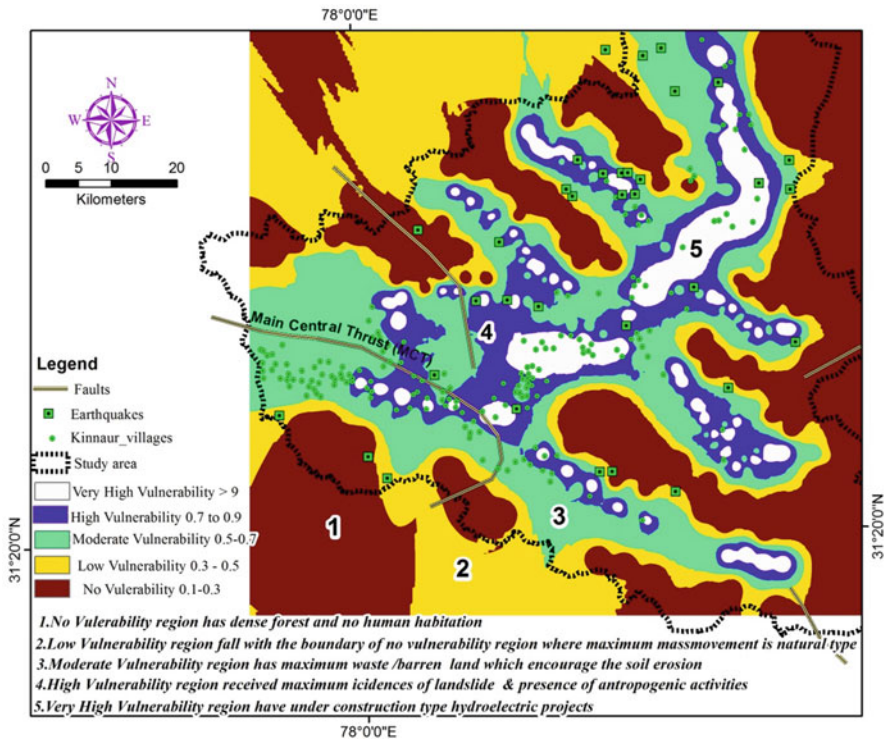 78°0'0"E
N
W E
S
0 10 20
Kilometers
5
4
Main Central Thrust (MCT)
Legend
Faults
Earthquakes
Kinnaur_villages
Study area
Very High Vulnerability > 9
High Vulnerability 0.7 to 0.9
Moderate Vulnerability 0.5-0.7
Low Vulnerability 0.3 - 0.5
No Vulerability 0.1-0.3
3
1
2
31°20'0"N
31°20'0"N
1.No Vulerability region has dense forest and no human habitation
2.Low Vulnerability region fall with the boundary of no vulnerability region where maximum massmovement is natural type
3.Moderate Vulnerability region has maximum waste /barren land which encourage the soil erosion
4.High Vulnerability region received maximum icidences of landslide & presence of antropogenic activities
5.Very High Vulnerability region have under construction type hydroelectric projects
78°0'0"E